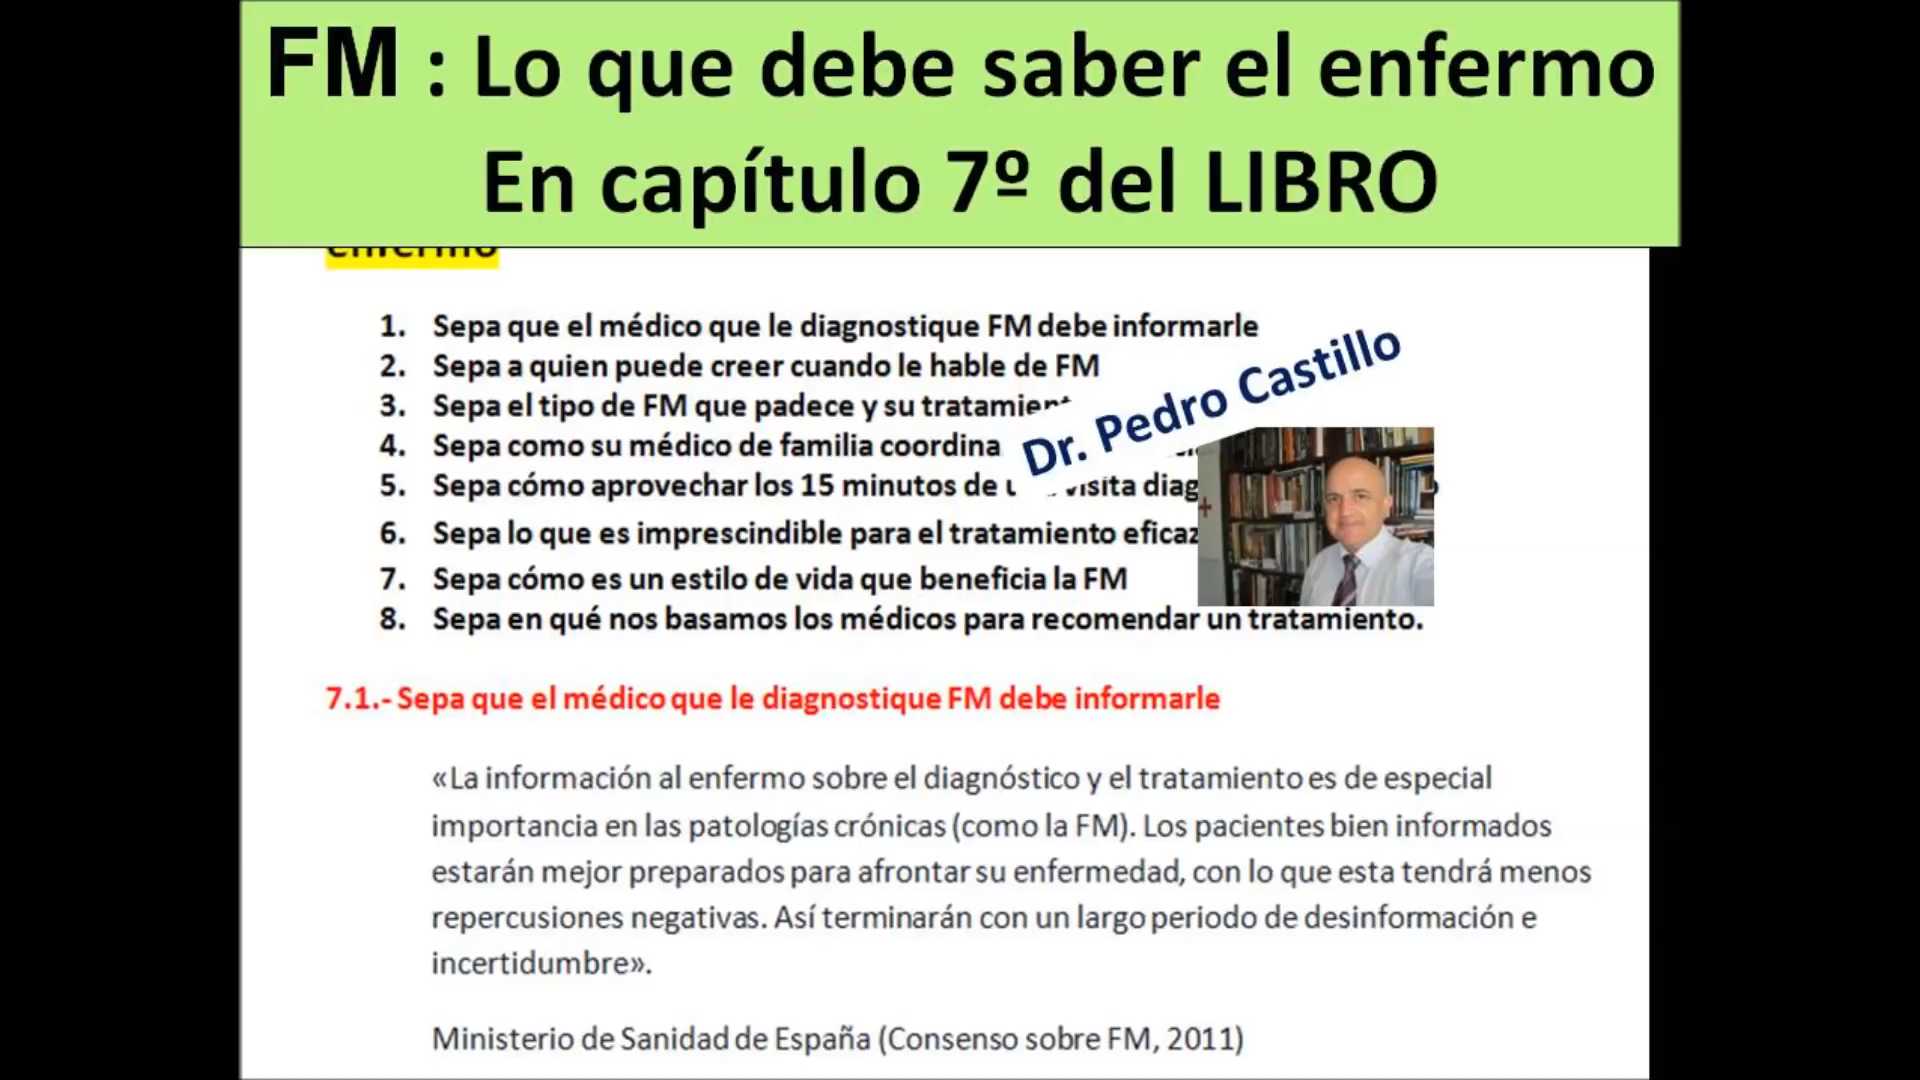 FM : Lo que debe saber el enfermo
En capítulo 7º del LIBRO
enfermo
1. Sepa que el médico que le diagnostique FM debe informarle
2. Sepa a quien puede creer cuando le hable de FM
3. Sepa el tipo de FM que padece y su tratamient
4. Sepa como su médico de familia coordina
5. Sepa cómo aprovechar los 15 minutos de visita diag
6. Sepa lo que es imprescindible para el tratamiento eficaz
7. Sepa cómo es un estilo de vida que beneficia la FM
8. Sepa en qué nos basamos los médicos para recomendar un tratamiento.
Dr. Pedro Castillo
7.1.- Sepa que el médico que le diagnostique FM debe informarle
«La información al enfermo sobre el diagnóstico y el tratamiento es de especial
importancia en las patologías crónicas (como la FM). Los pacientes bien informados
estarán mejor preparados para afrontar su enfermedad, con lo que esta tendrá menos
repercusiones negativas. Así terminarán con un largo periodo de desinformación e
incertidumbre».
Ministerio de Sanidad de España (Consenso sobre FM, 2011)